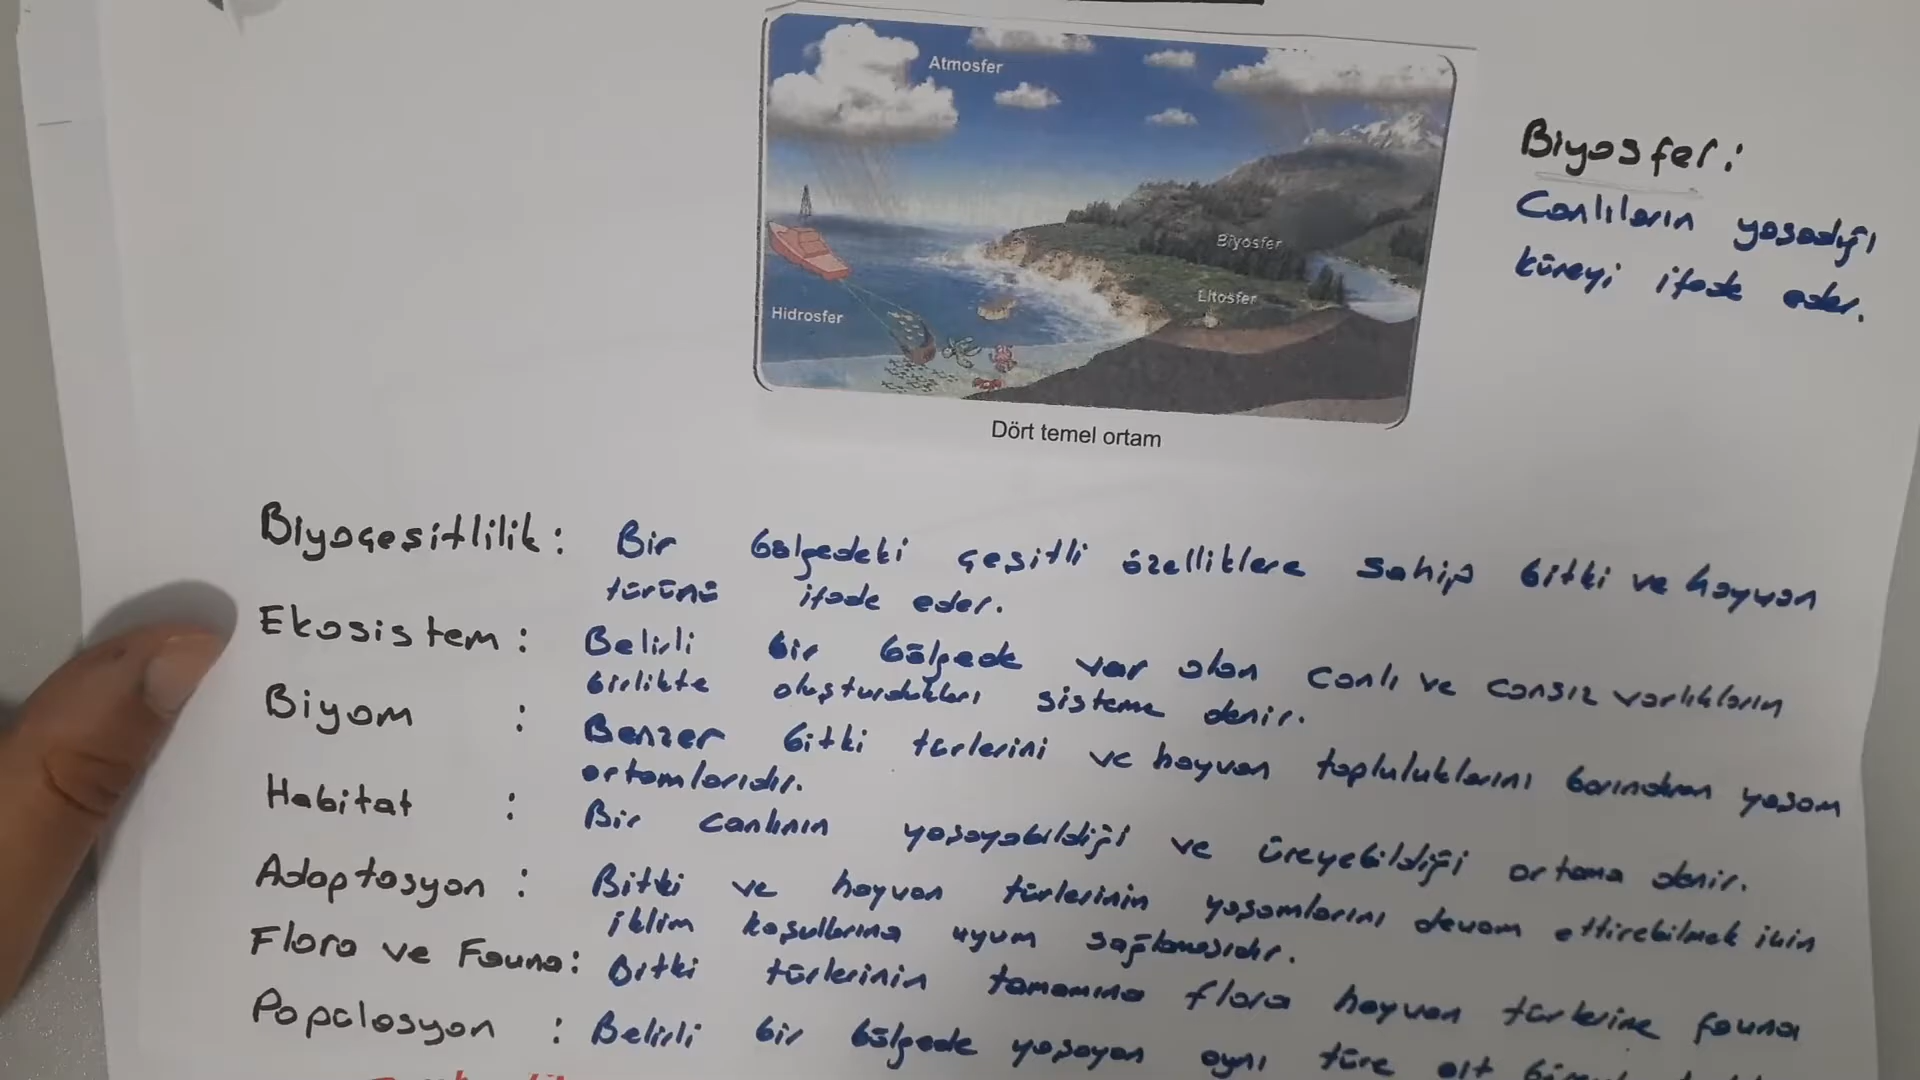 Atmosfer
Biyosfer
Litosfer
Hidrosfer
Dört temel ortam
Biyosfer:
Canlıların yaşadığı
küreyi ifade eder.
Biyoçeşitlilik: Bir bölgedeki çeşitli özelliklere sahip bitki ve hayvan
türünü ifade eder.
Ekosistem: Belirli bir bölgede var olan canlı ve cansız varlıkların
birlikte oluşturdukları sisteme denir.
Biyom: Benzer bitki türlerini ve hayvan topluluklarını barındıran yaşam
ortamlarıdır.
Habitat: Bir canlının yaşayabildiği ve üreyebildiği ortama denir.
Adaptasyon: Bitki ve hayvan türlerinin yaşamlarını devam ettirebilmek için
iklim koşullarına uyum sağlamasıdır.
Flora ve Fauna: Bitki türlerinin tamamına flora hayvan türlerine fauna
Popülasyon: Belirli bir bölgede yaşayan aynı türe ait